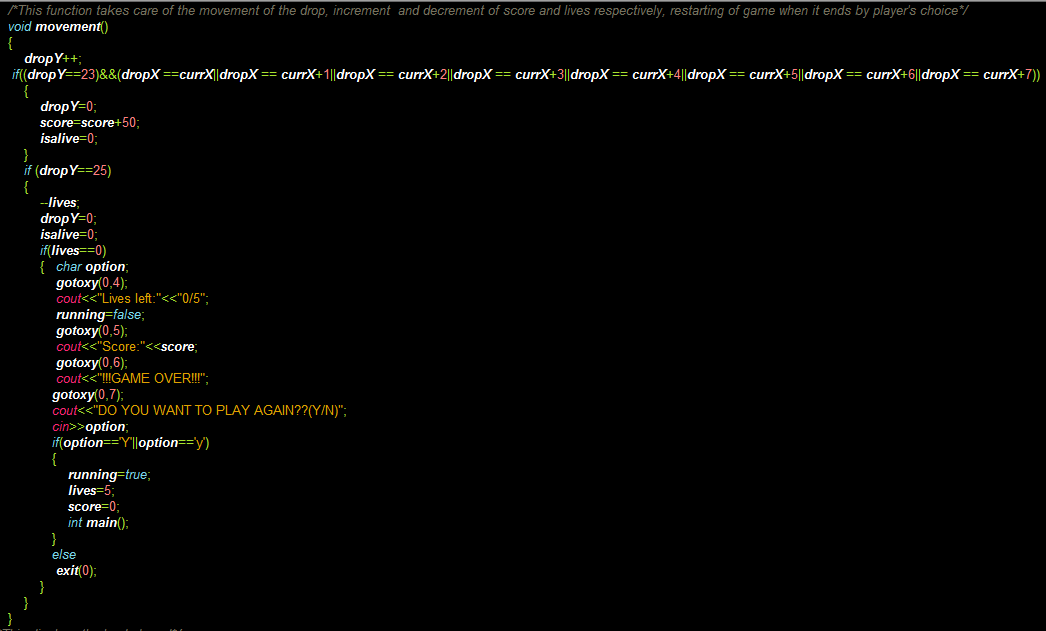 /*This function takes care of the movement of the drop, increment  and decrement of score and lives respectively, restarting of game when it ends by player's choice*/
void movement()
{
    dropY++;
 if((dropY==23)&&(dropX ==currX||dropX == currX+1||dropX == currX+2||dropX == currX+3||dropX == currX+4||dropX == currX+5||dropX == currX+6||dropX == currX+7))
    {
        dropY=0;
        score=score+50;
        isalive=0;
    }
    if (dropY==25)
    {
        --lives;
        dropY=0;
        isalive=0;
        if(lives==0)
        {   char option;
            gotoxy(0,4);
            cout<<"Lives left:"<<"0/5";
            running=false;
            gotoxy(0,5);
            cout<<"Score:"<<score;
            gotoxy(0,6);
            cout<<"!!!GAME OVER!!!";
           gotoxy(0,7);
           cout<<"DO YOU WANT TO PLAY AGAIN??(Y/N)";
           cin>>option;
           if(option=='Y'||option=='y')
           {
               running=true;
               lives=5;
               score=0;
               int main();
           }
           else
            exit(0);
        }
    }
}